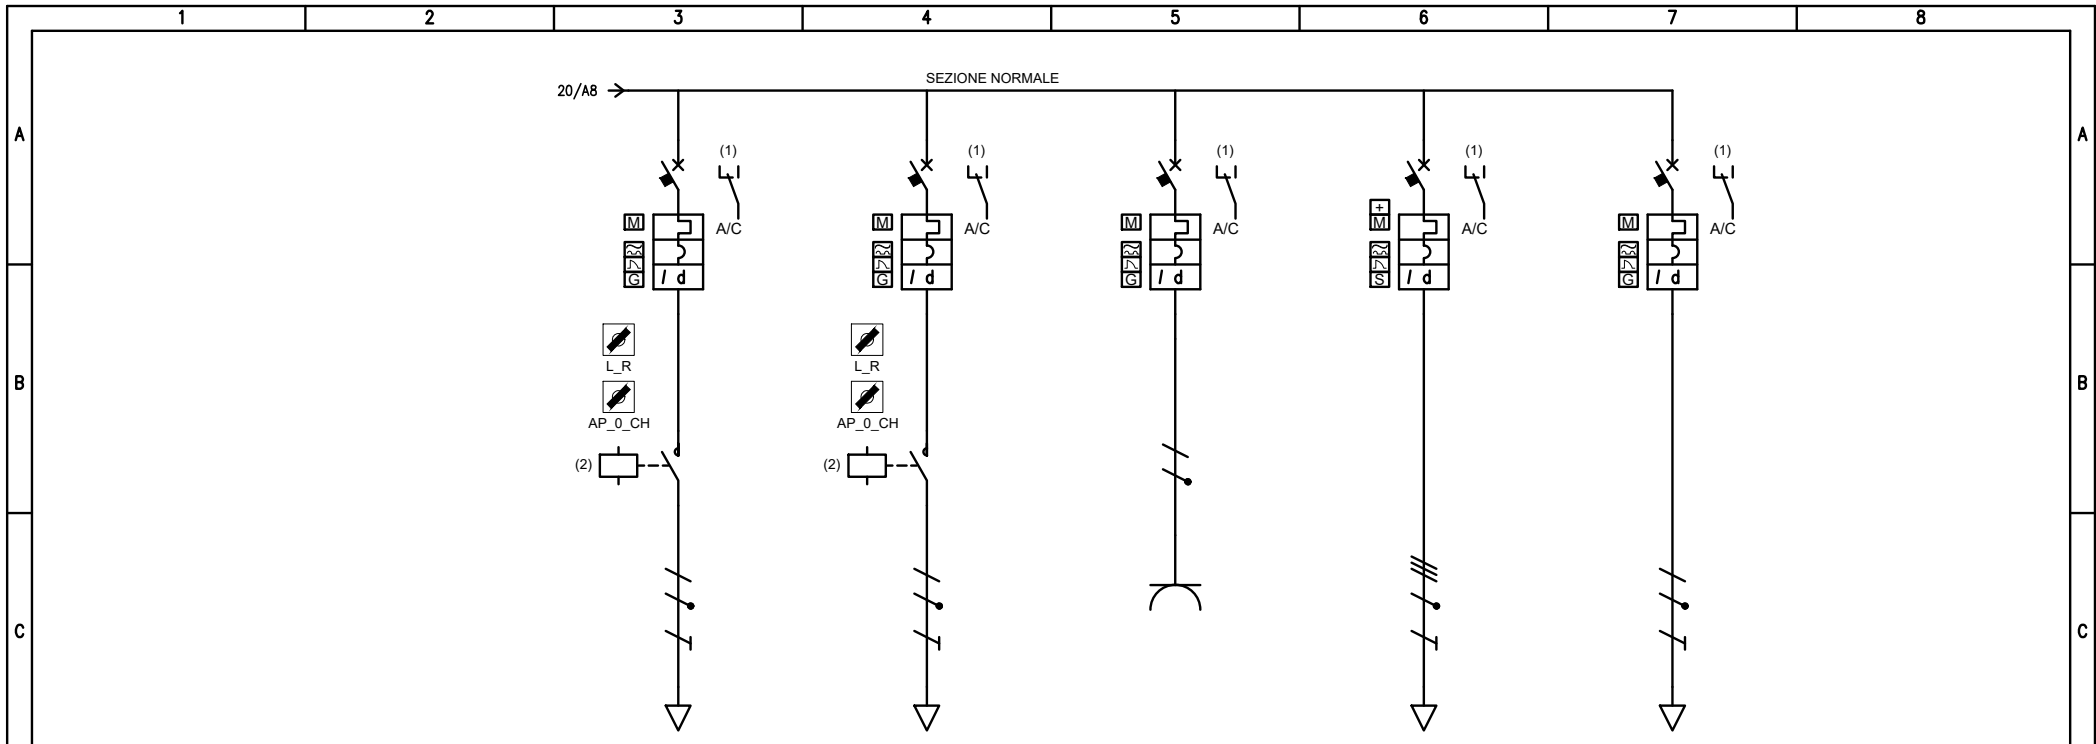 1 2 3 4 5 6 7 8
SEZIONE NORMALE
20/A8
A A
(1) (1) (1) (1) (1)
+
M M M M M
A/C A/C A/C A/C A/C
G I d G I d G I d S I d G I d
L_R L_R
B B
AP_0_CH AP_0_CH
(2) (2)
C C